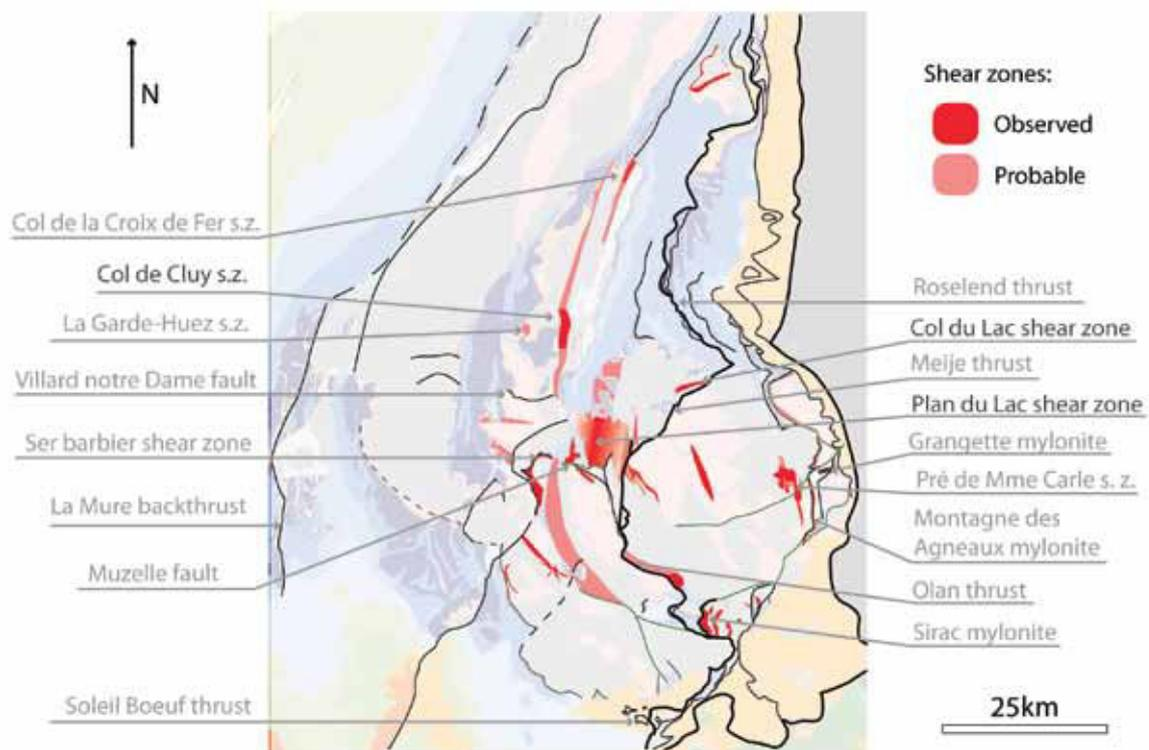 N
Shear zones:
Observed
Probable
Col de la Croix de Fer s.z.
Col de Cluy s.z.
La Garde-Huez s.z.
Villard notre Dame fault
Ser barbier shear zone
La Mure backthrust
Muzelle fault
Soleil Boeuf thrust
Roselend thrust
Col du Lac shear zone
Meije thrust
Plan du Lac shear zone
Grangette mylonite
Pré de Mme Carle s. z.
Montagne des
Agneaux mylonite
Olan thrust
Sirac mylonite
25km